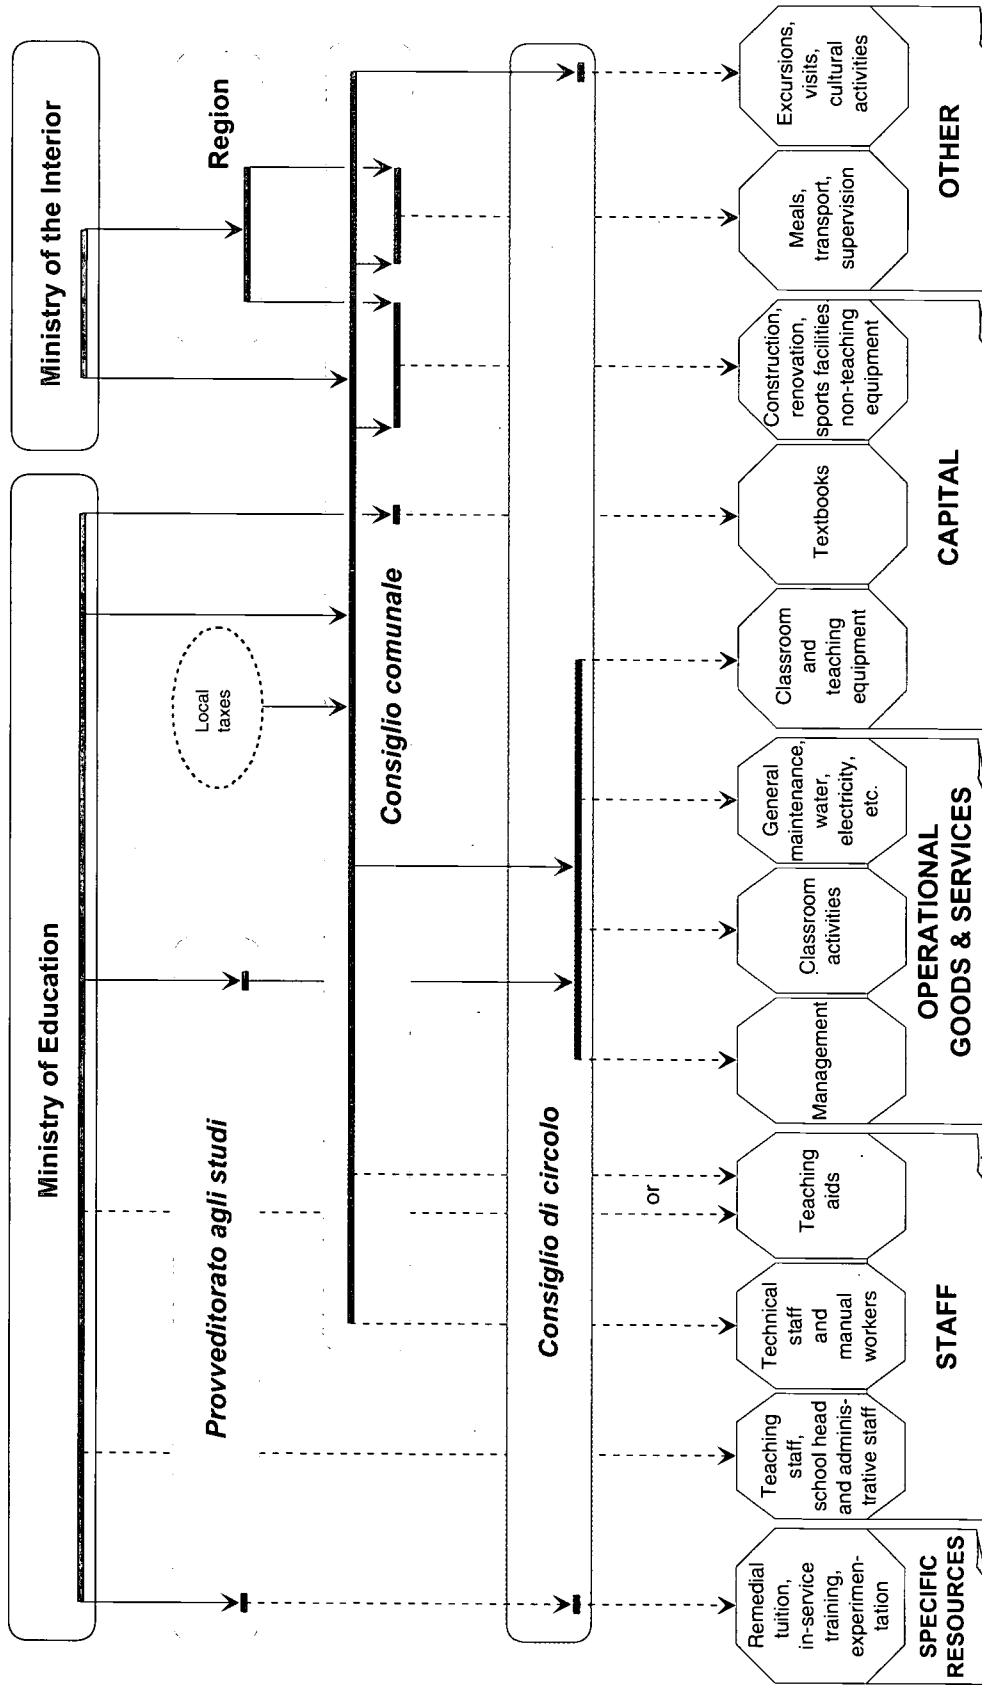 Ministry of Education
Ministry of the Interior
Provveditorato agli studi
Local
taxes
Region
Consiglio comunale
Consiglio di circolo
or
Remedial
tuition,
in-service
training,
experimen-
tation
Teaching
staff,
school head
and adminis-
trative staff
Technical
staff
and
manual
workers
Teaching
aids
Management
Classroom
activities
General
maintenance,
water,
electricity,
etc.
Classroom
and
teaching
equipment
Textbooks
Construction,
renovation,
sports facilities
non-teaching
equipment
Meals,
transport,
supervision
Excursions,
visits,
cultural
activities
SPECIFIC
RESOURCES
STAFF
OPERATIONAL
GOODS & SERVICES
CAPITAL
OTHER